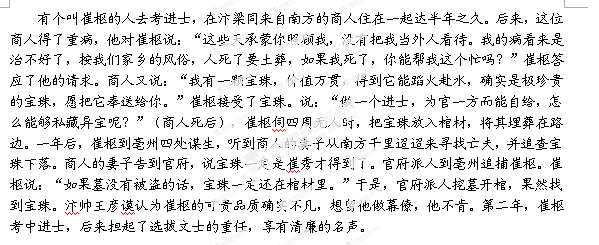 有个叫崔枢的人去考进士，在汴梁同来自南方的商人住在一起达半年之久。后来，这位
商人得了重病，他对崔枢说：“这些天承蒙你照顾我，没有把我当外人看待。我的病看来是
治不好了，按我们家乡的风俗，人死了要土葬，如果我死了，你能帮我这个忙吗？”崔枢答
应了他的请求。商人又说：“我有一颗宝珠，价值万贯，得到它能蹈火赴水，确实是极珍贵
的宝珠，愿把它奉送给你。”崔枢接受了宝珠。说：“做一个进士，为官一方而能自给，怎
么能够私藏异宝呢？”（商人死后），崔枢伺四周无人时，把宝珠放入棺材，将其埋葬在路
边。一年后，崔枢到亳州四处谋生，听到商人的妻子从南方千里迢迢来寻找亡夫，并追查宝
珠下落。商人的妻子告到官府，说宝珠一定是崔秀才得到了。官府派人到亳州追捕崔枢。崔
枢说：“如果墓没有被盗的话，宝珠一定还在棺材里。”于是，官府派人挖墓开棺，果然找
到宝珠。汴帅王彦谟认为崔枢的可贵品质确实不凡，想留他做幕僚，他不肯。第二年，崔枢
考中进士，后来担起了选拔文士的重任，享有清廉的名声。